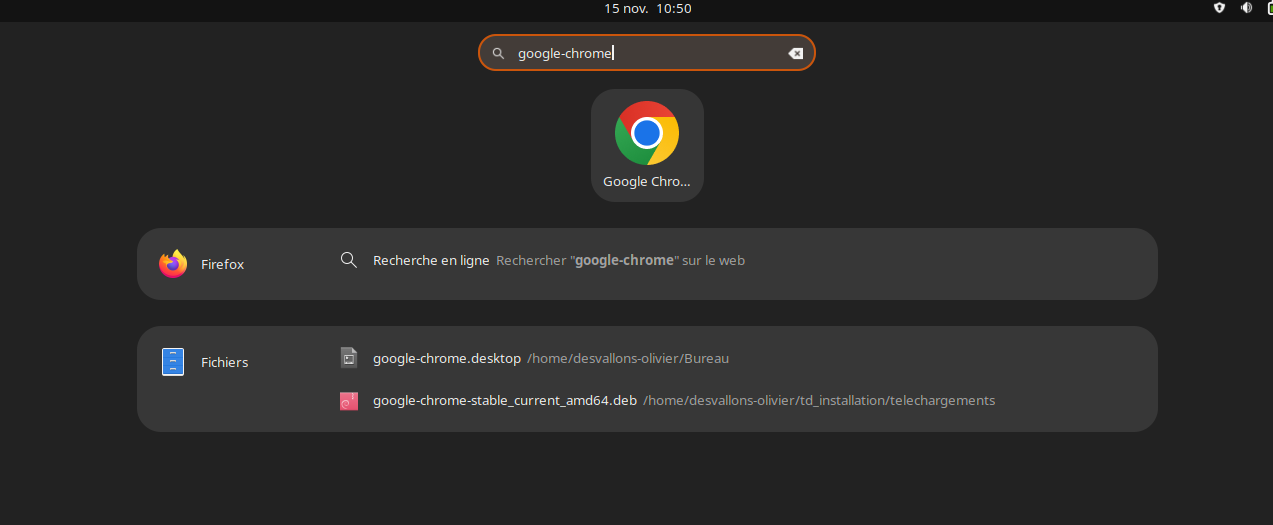 15 nov. 10:50
google-chrome
Google Chro...
Firefox
Recherche en ligne Rechercher "google-chrome" sur le web
Fichiers
google-chrome.desktop /home/desvallons-olivier/Bureau
google-chrome-stable_current_amd64.deb /home/desvallons-olivier/td_installation/telechargements